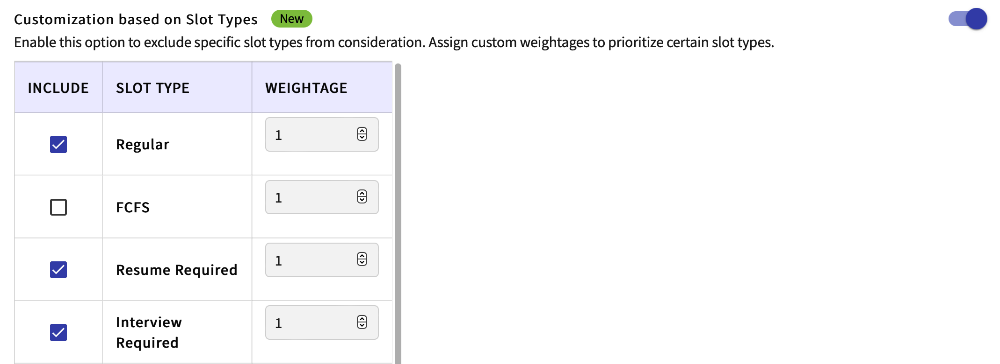 Customization based on Slot Types New
Enable this option to exclude specific slot types from consideration. Assign custom weightages to prioritize certain slot types.
INCLUDE SLOT TYPE WEIGHTAGE
Regular 1
FCFS 1
Resume Required 1
Interview
Required 1